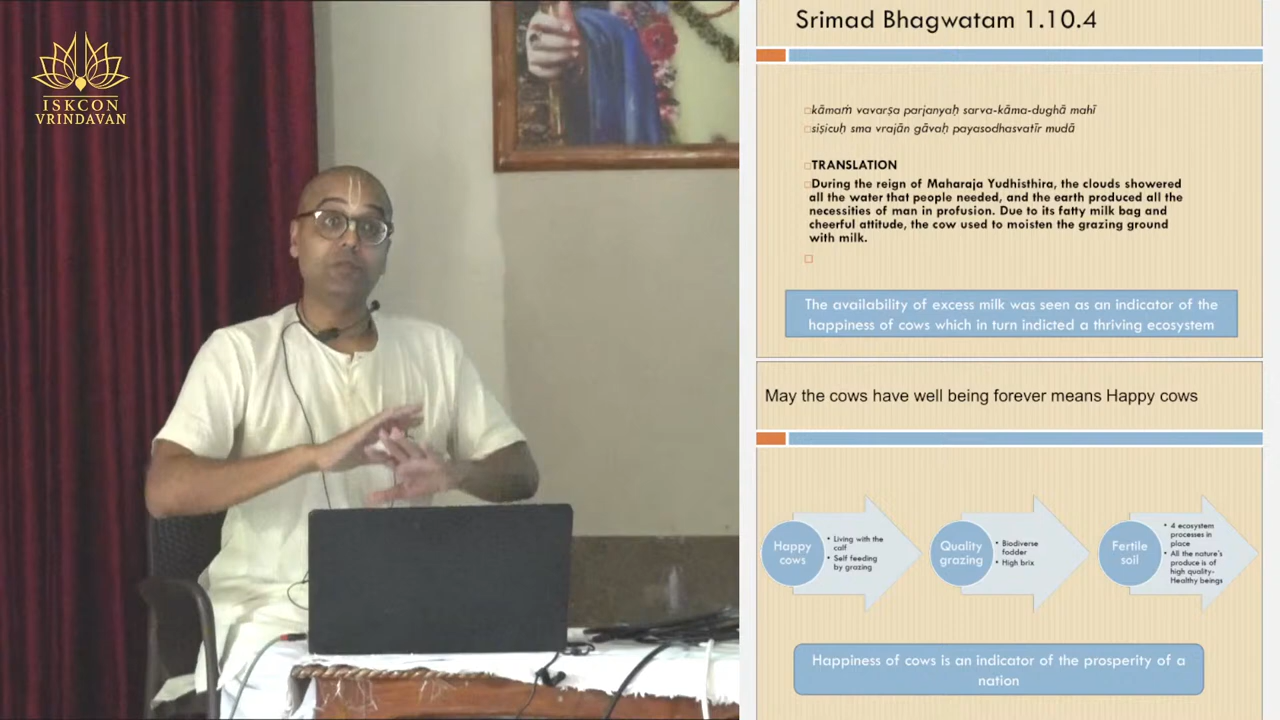 ISKCON
VRINDAVAN
Srimad Bhagwatam 1.10.4
kāmaṁ vavarṣa parjanyaḥ sarva-kāma-dughā mahī
siṣicuḥ sma vrajān gāvaḥ payasodhasvatīr mudā
TRANSLATION
During the reign of Maharaja Yudhisthira, the clouds showered
all the water that people needed, and the earth produced all the
necessities of man in profusion. Due to its fatty milk bag and
cheerful attitude, the cow used to moisten the grazing ground
with milk.
The availability of excess milk was seen as an indicator of the
happiness of cows which in turn indicted a thriving ecosystem
May the cows have well being forever means Happy cows
Happy
cows
• Living with the
calf
• Self feeding
by grazing
Quality
grazing
• Biodiverse
fodder
• High brix
Fertile
soil
• 4 ecosystem
processes in
place
• All the nature's
produce is of
high quality-
Healthy beings
Happiness of cows is an indicator of the prosperity of a
nation